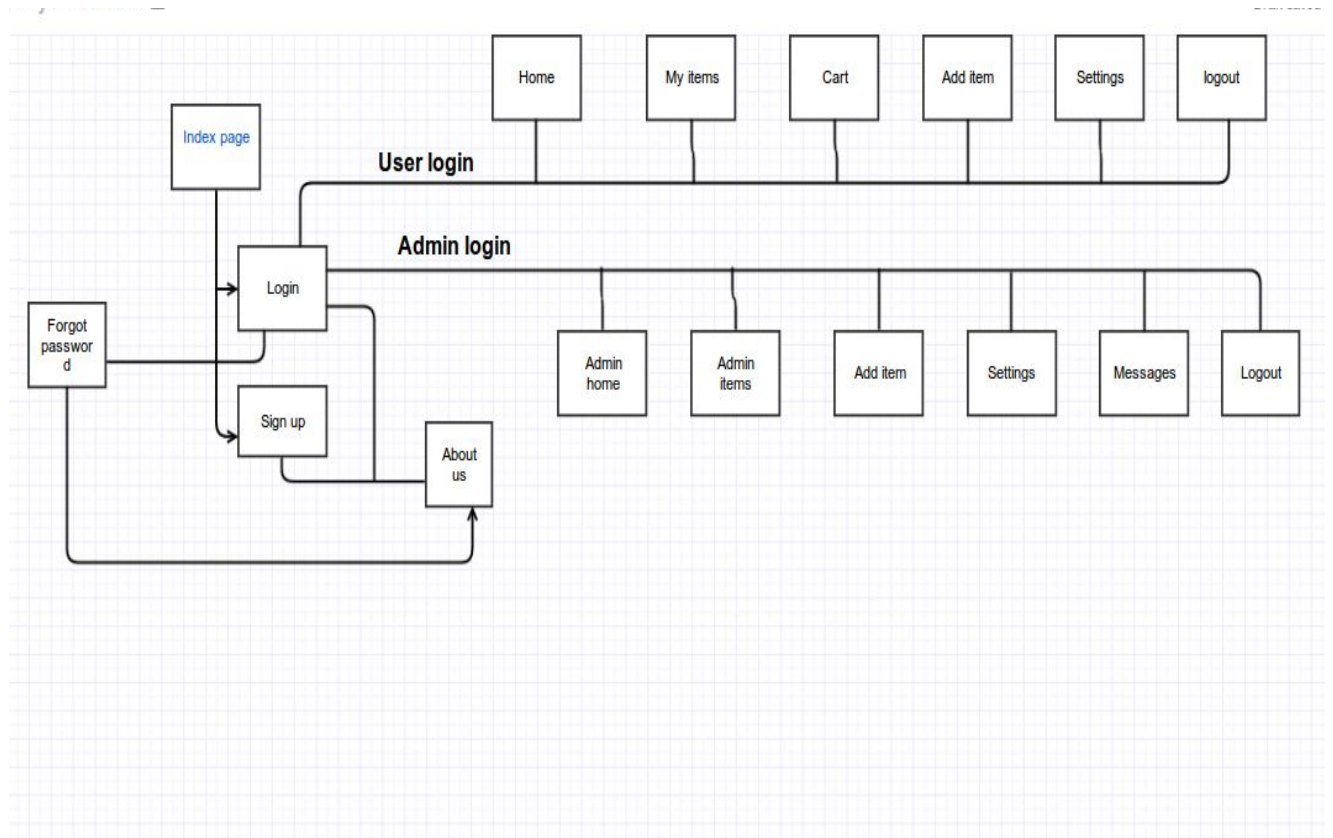 Home
My items
Cart
Add item
Settings
logout
Index page
User login
Admin login
Login
Forgot
passwor
d
Admin
home
Admin
items
Add item
Settings
Messages
Logout
Sign up
About
us